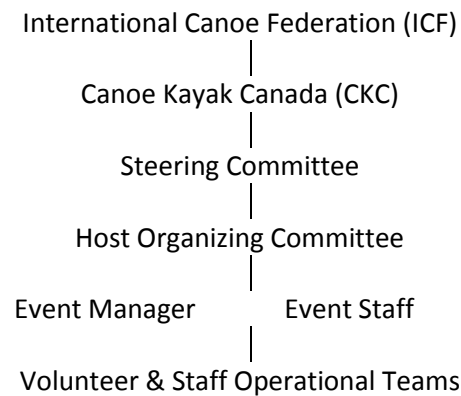 International Canoe Federation (ICF)
Canoe Kayak Canada (CKC)
Steering Committee
Host Organizing Committee
Event Manager Event Staff
Volunteer & Staff Operational Teams